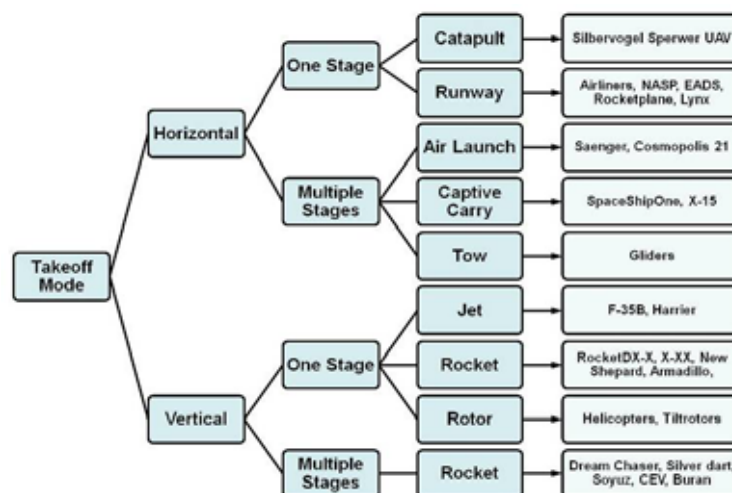 Catapult
Silbervogel Sperwer UAV
One Stage
Runway
Airliners, NASP, EADS,
Rocketplane, Lynx
Horizontal
Air Launch
Saenger, Cosmopolis 21
Multiple
Stages
Captive
Carry
SpaceShipOne, X-15
Tow
Gliders
Takeoff
Mode
Jet
F-35B, Harrier
One Stage
Rocket
RocketDX-X, X-XX, New
Shepard, Armadillo,
Vertical
Rotor
Helicopters, Tiltrotors
Multiple
Stages
Rocket
Dream Chaser, Silver dart,
Soyuz, CEV, Buran